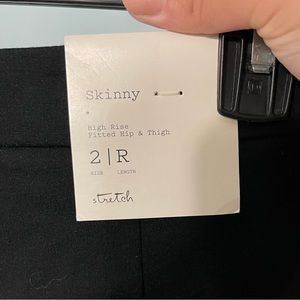 Skinny
High Rise
Fitted Hip & Thigh
2 | R
SIZE LENGTH
stretch